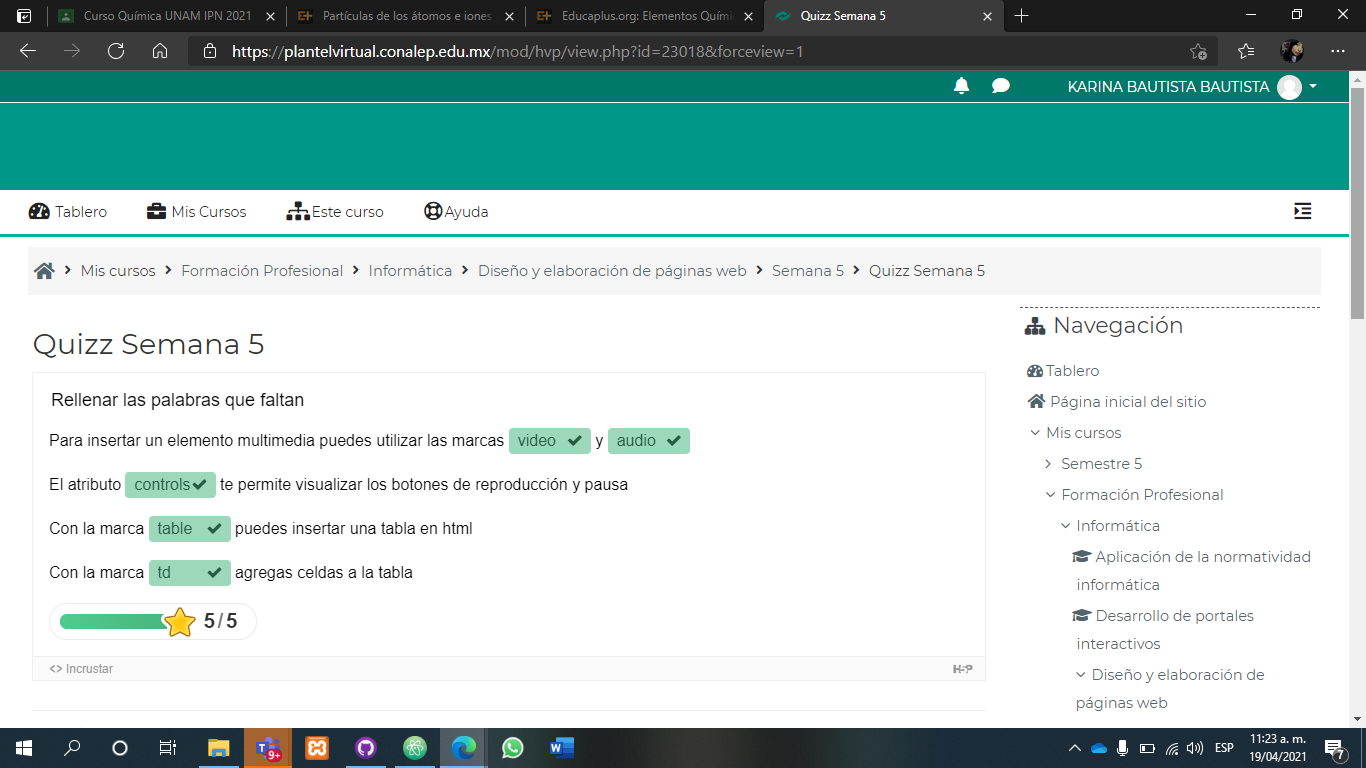 Curso Química UNAM IPN 2021
Partículas de los átomos e iones
Educaplus.org: Elementos Quími
Quizz Semana 5
https://plantelvirtual.conalep.edu.mx/mod/hvp/view.php?id=23018&forceview=1
KARINA BAUTISTA BAUTISTA
Tablero Mis Cursos Este curso Ayuda
Mis cursos Formación Profesional Informática Diseño y elaboración de páginas web Semana 5 Quizz Semana 5
Quizz Semana 5
Rellenar las palabras que faltan
Para insertar un elemento multimedia puedes utilizar las marcas video y audio
El atributo controls te permite visualizar los botones de reproducción y pausa
Con la marca table puedes insertar una tabla en html
Con la marca td agregas celdas a la tabla
5/5
<> Incrustar
H-P
Navegación
Tablero
Página inicial del sitio
Mis cursos
Semestre 5
Formación Profesional
Informática
Aplicación de la normatividad
informática
Desarrollo de portales
interactivos
Diseño y elaboración de
páginas web
9+
ESP
11:23 a. m.
19/04/2021
7